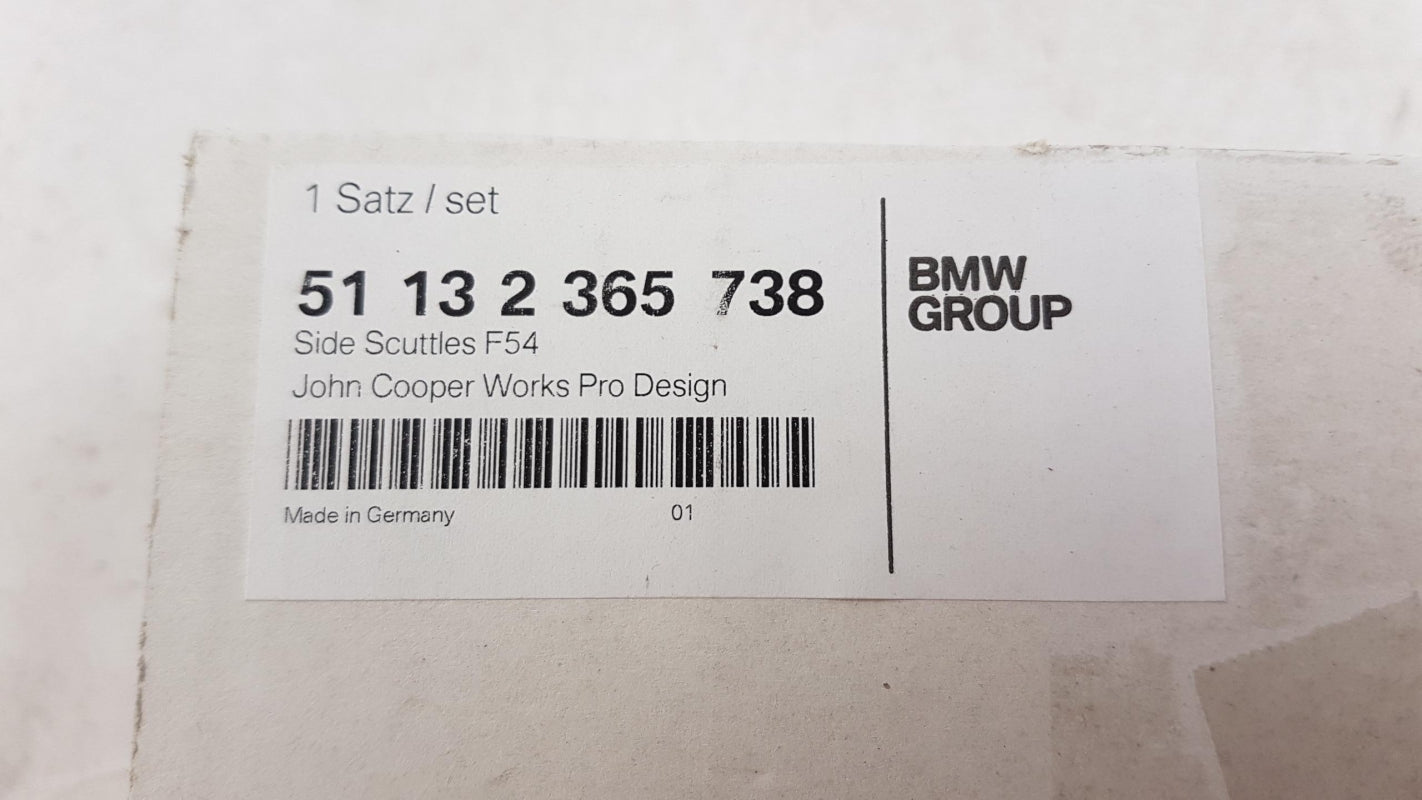 1 Satz / set
51 13 2 365 738
Side Scuttles F54
John Cooper Works Pro Design
Made in Germany 01
BMW
GROUP